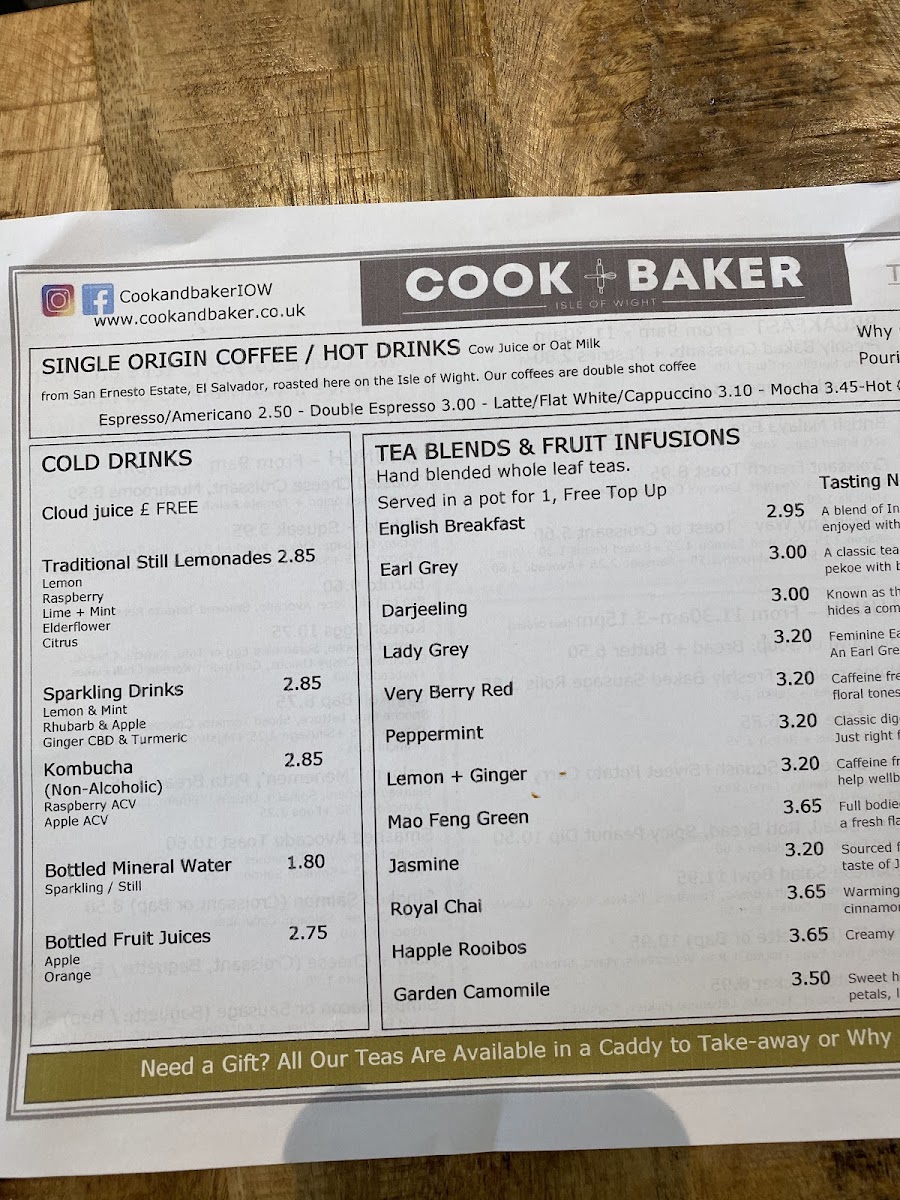 CookandbakerIOW
www.cookandbaker.co.uk
COOK BAKER
ISLE OF WIGHT
SINGLE ORIGIN COFFEE / HOT DRINKS Cow Juice or Oat Milk
Why
from San Ernesto Estate, El Salvador, roasted here on the Isle of Wight. Our coffees are double shot coffee
Pouri
Espresso/Americano 2.50 - Double Espresso 3.00 - Latte/Flat White/Cappuccino 3.10 - Mocha 3.45-Hot
COLD DRINKS
Cloud juice £ FREE
Traditional Still Lemonades 2.85
Lemon
Raspberry
Lime + Mint
Elderflower
Citrus
Sparkling Drinks 2.85
Lemon & Mint
Rhubarb & Apple
Ginger CBD & Turmeric
Kombucha 2.85
(Non-Alcoholic)
Raspberry ACV
Apple ACV
Bottled Mineral Water 1.80
Sparkling / Still
Bottled Fruit Juices 2.75
Apple
Orange
TEA BLENDS & FRUIT INFUSIONS
Hand blended whole leaf teas.
Served in a pot for 1, Free Top Up
Tasting N
English Breakfast 2.95 A blend of In
enjoyed with
Earl Grey 3.00 A classic tea
pekoe with b
Darjeeling 3.00 Known as th
hides a com
Lady Grey 3.20 Feminine Ea
An Earl Gre
Very Berry Red 3.20 Caffeine fre
floral tones
Peppermint 3.20 Classic dig
Just right f
Lemon + Ginger 3.20 Caffeine fr
help wellb
Mao Feng Green 3.65 Full bodie
a fresh fla
Jasmine 3.20 Sourced f
taste of J
Royal Chai 3.65 Warming
cinnamo
Happle Rooibos 3.65 Creamy
Garden Camomile 3.50 Sweet h
petals, l
Need a Gift? All Our Teas Are Available in a Caddy to Take-away or Why